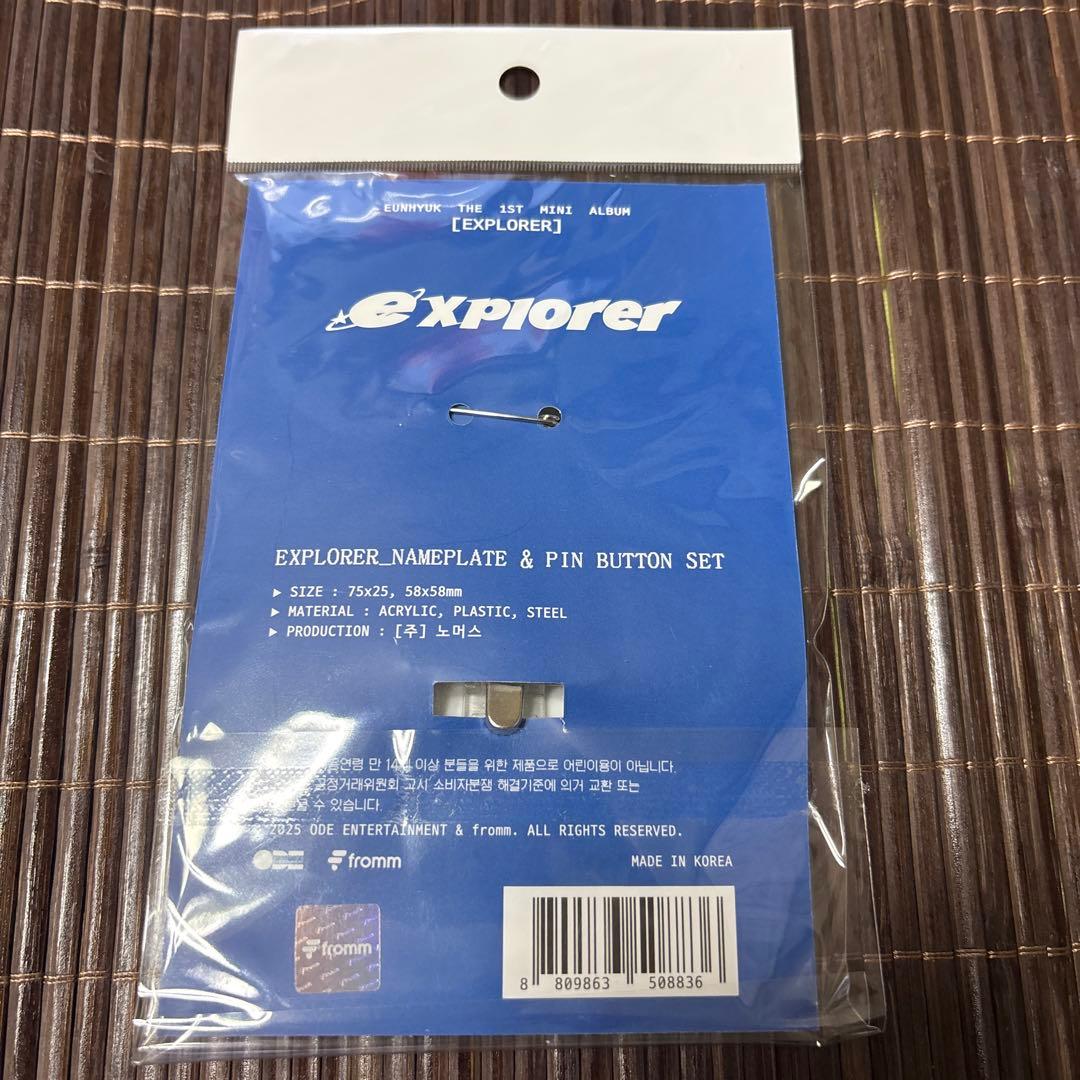 EUNHYUK THE 1ST MINI ALBUM
[EXPLORER]
explorer
EXPLORER_NAMEPLATE & PIN BUTTON SET
▶ SIZE : 75x25, 58x58mm
▶ MATERIAL : ACRYLIC, PLASTIC, STEEL
▶ PRODUCTION : [주] 노머스
만 이상 분들을 위한 제품으로 어린이용이 아닙니다.
고시 소비자분쟁 해결기준에 의거 교환 또는
수 있습니다.
2025 ODE ENTERTAINMENT & fromm. ALL RIGHTS RESERVED.
ODE fromm MADE IN KOREA
fromm
8 809863 508836